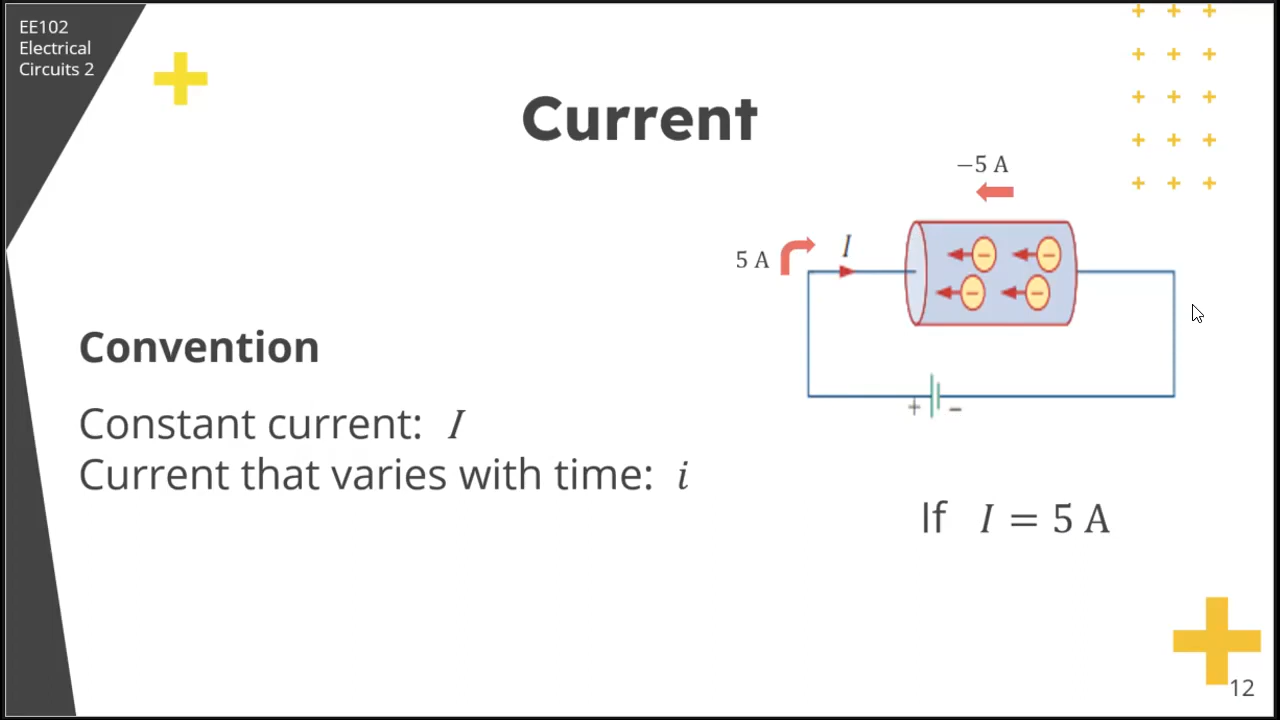 EE102
Electrical
Circuits 2
Current
−5 A
5 A
I
− −
− −
+ −
Convention
Constant current: I
Current that varies with time: i
If I = 5 A
12